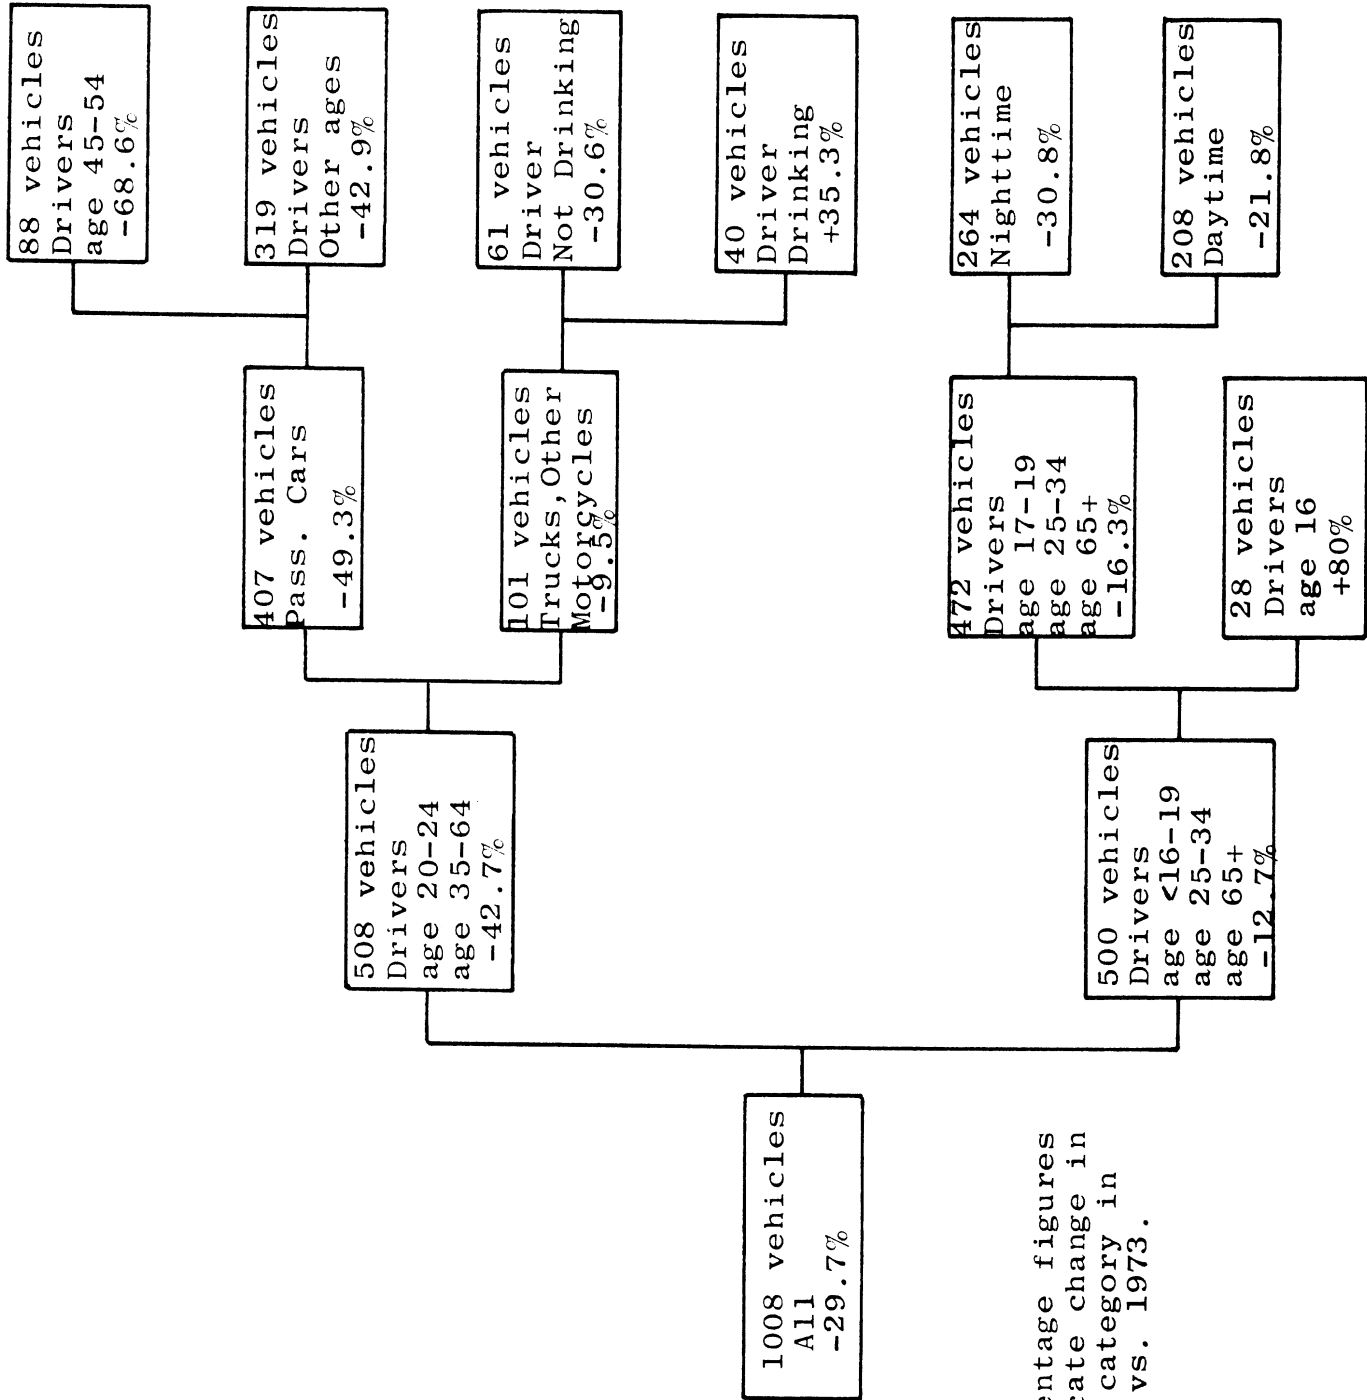 1008 vehicles
All
-29.7%
508 vehicles
Drivers
age 20-24
age 35-64
-42.7%
500 vehicles
Drivers
age <16-19
age 25-34
age 65+
-12.7%
407 vehicles
Pass. Cars
-49.3%
101 vehicles
Trucks,Other
Motorcycles
-9.5%
472 vehicles
Drivers
age 17-19
age 25-34
age 65+
-16.3%
28 vehicles
Drivers
age 16
+80%
88 vehicles
Drivers
age 45-54
-68.6%
319 vehicles
Drivers
Other ages
-42.9%
61 vehicles
Driver
Not Drinking
-30.6%
40 vehicles
Driver
Drinking
+35.3%
264 vehicles
Nighttime
-30.8%
208 vehicles
Daytime
-21.8%
entage figures
cate change in
category in
vs. 1973.